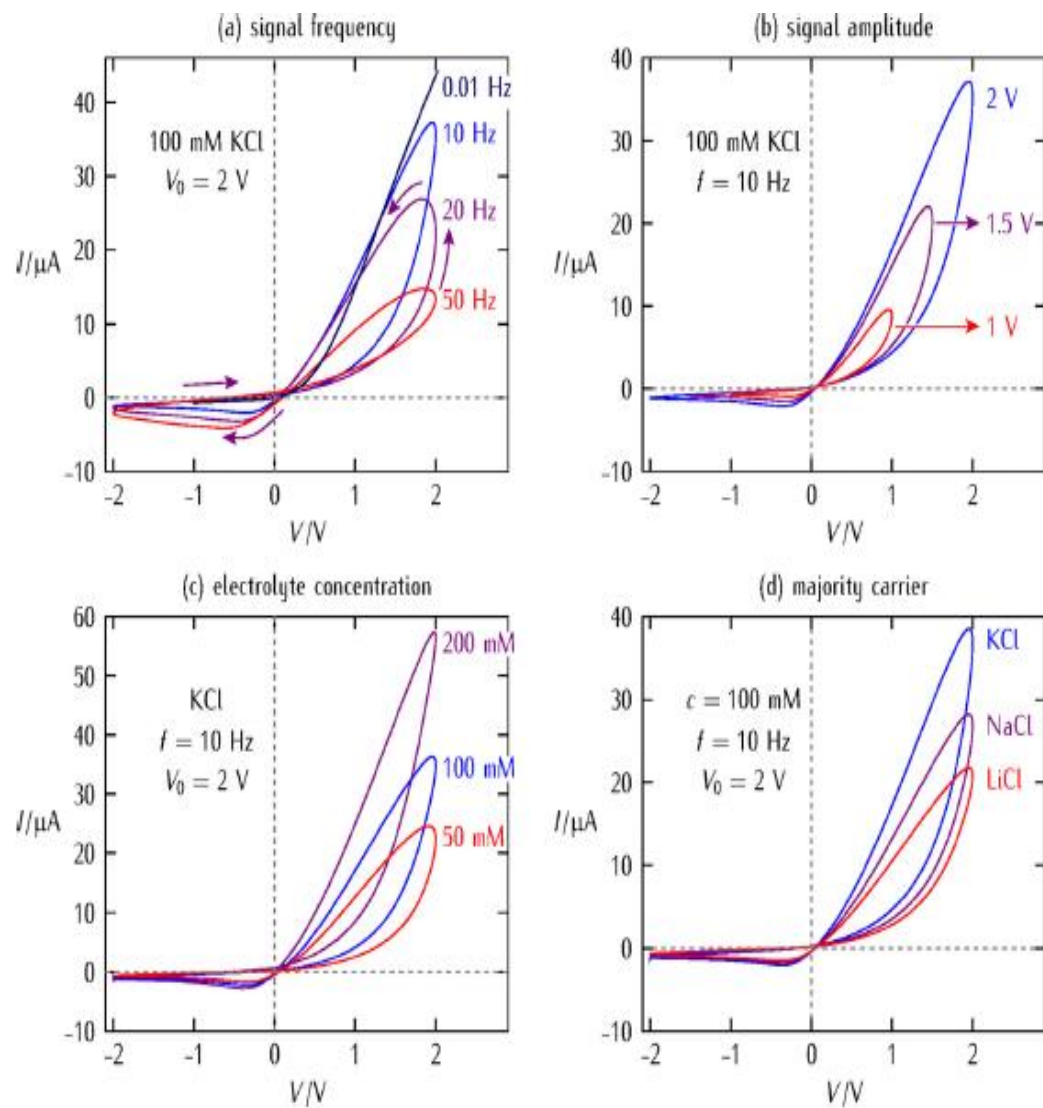 (a) signal frequency
40
30
20
10
0
−10
−2
−1
0
1
2
I/µA
V/V
100 mM KCl
V₀ = 2 V
0.01 Hz
10 Hz
20 Hz
50 Hz
(b) signal amplitude
40
30
20
10
0
−10
−2
−1
0
1
2
I/µA
V/V
100 mM KCl
f = 10 Hz
2 V
1.5 V
1 V
(c) electrolyte concentration
60
50
40
30
20
10
0
−10
−2
−1
0
1
2
I/µA
V/V
KCl
f = 10 Hz
V₀ = 2 V
200 mM
100 mM
50 mM
(d) majority carrier
40
30
20
10
0
−10
−2
−1
0
1
2
I/µA
V/V
c = 100 mM
f = 10 Hz
V₀ = 2 V
KCl
NaCl
LiCl